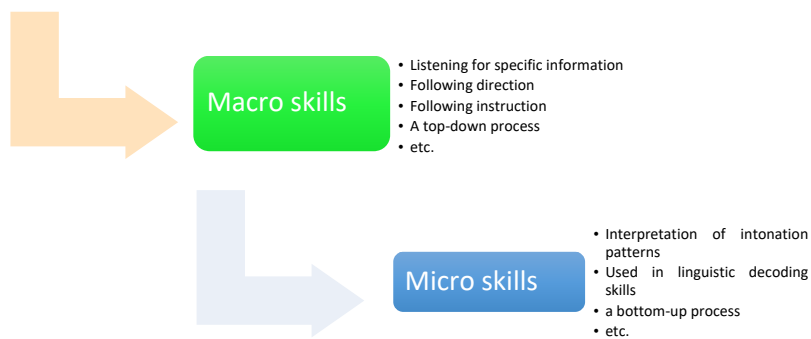 Macro skills
• Listening for specific information
• Following direction
• Following instruction
• A top-down process
• etc.
Micro skills
• Interpretation of intonation
patterns
• Used in linguistic decoding
skills
• a bottom-up process
• etc.